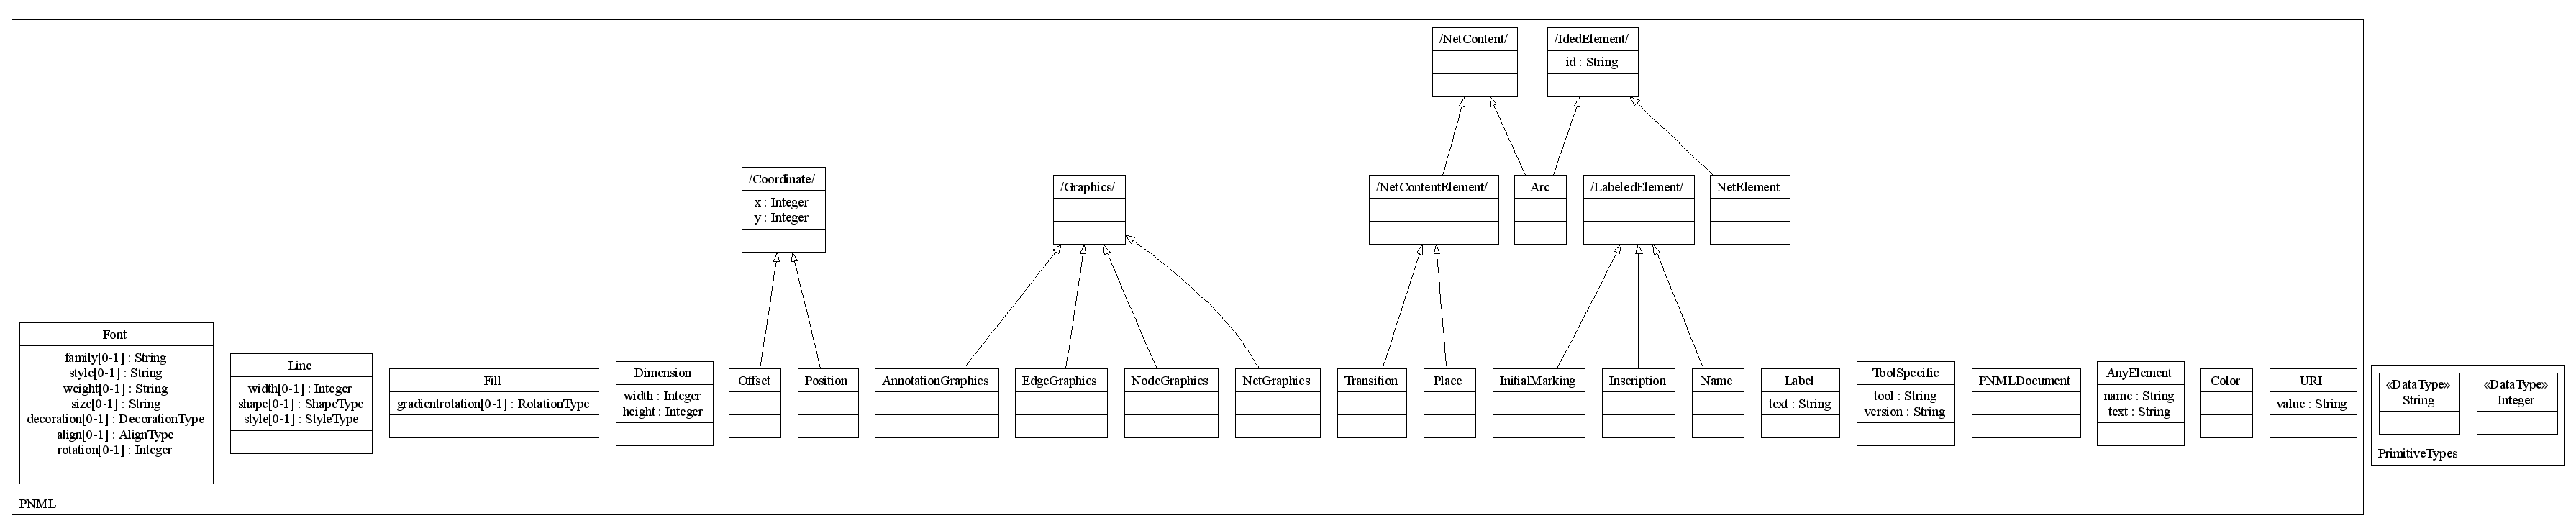 /NetContent/
/IdedElement/
id : String
/Coordinate/
x : Integer
y : Integer
/Graphics/
/NetContentElement/
Arc
/LabeledElement/
NetElement
Font
family[0-1] : String
style[0-1] : String
weight[0-1] : String
size[0-1] : String
decoration[0-1] : DecorationType
align[0-1] : AlignType
rotation[0-1] : Integer
Line
width[0-1] : Integer
shape[0-1] : ShapeType
style[0-1] : StyleType
Fill
gradientrotation[0-1] : RotationType
Dimension
width : Integer
height : Integer
Offset
Position
AnnotationGraphics
EdgeGraphics
NodeGraphics
NetGraphics
Transition
Place
InitialMarking
Inscription
Name
Label
text : String
ToolSpecific
tool : String
version : String
PNMLDocument
AnyElement
name : String
text : String
Color
URI
value : String
«DataType»
String
«DataType»
Integer
PrimitiveTypes
PNML